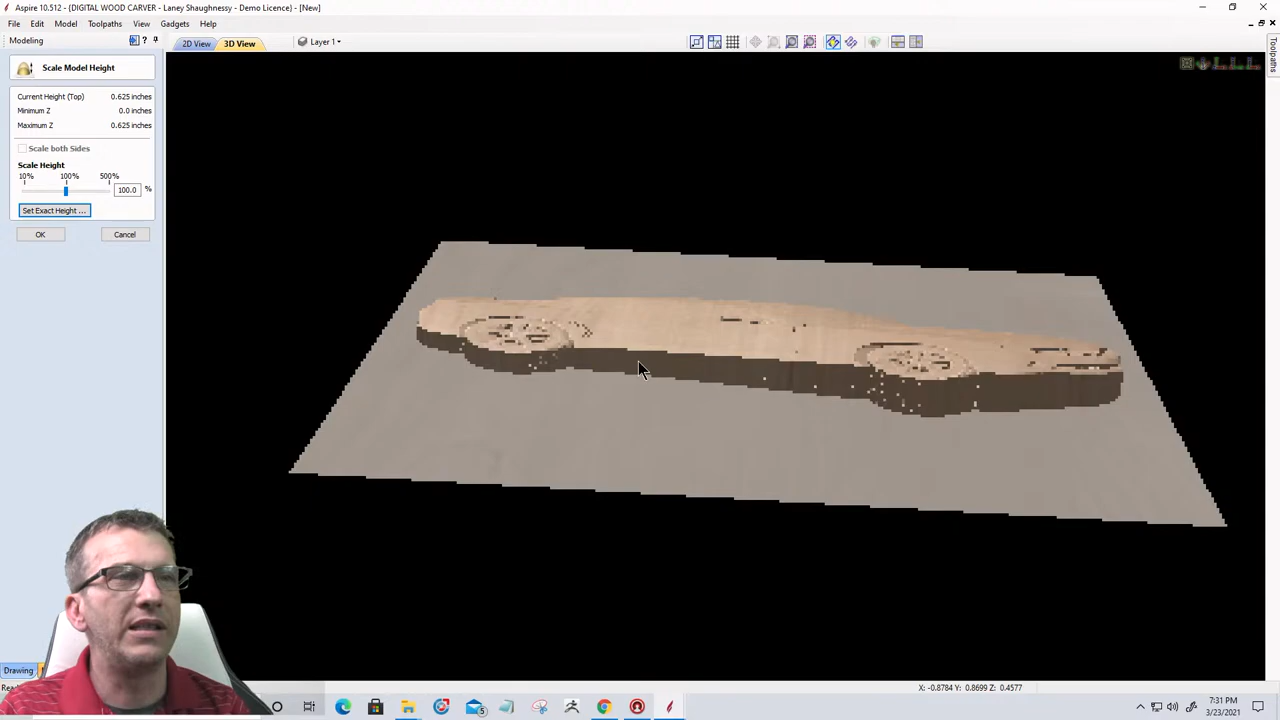 Aspire 10.512 - (DIGITAL WOOD CARVER - Laney Shaughnessy - Demo Licence) - [New]
File Edit Model Toolpaths View Gadgets Help
Modeling
2D View 3D View Layer 1
Toolpaths
Scale Model Height
Current Height (Top) 0.625 inches
Minimum Z 0.0 inches
Maximum Z 0.625 inches
Scale both Sides
Scale Height
10% 100% 500%
100.0 %
Set Exact Height ...
OK Cancel
Drawing
X: -0.8784 Y: 0.8699 Z: 0.4577
5
7:31 PM
3/23/2021